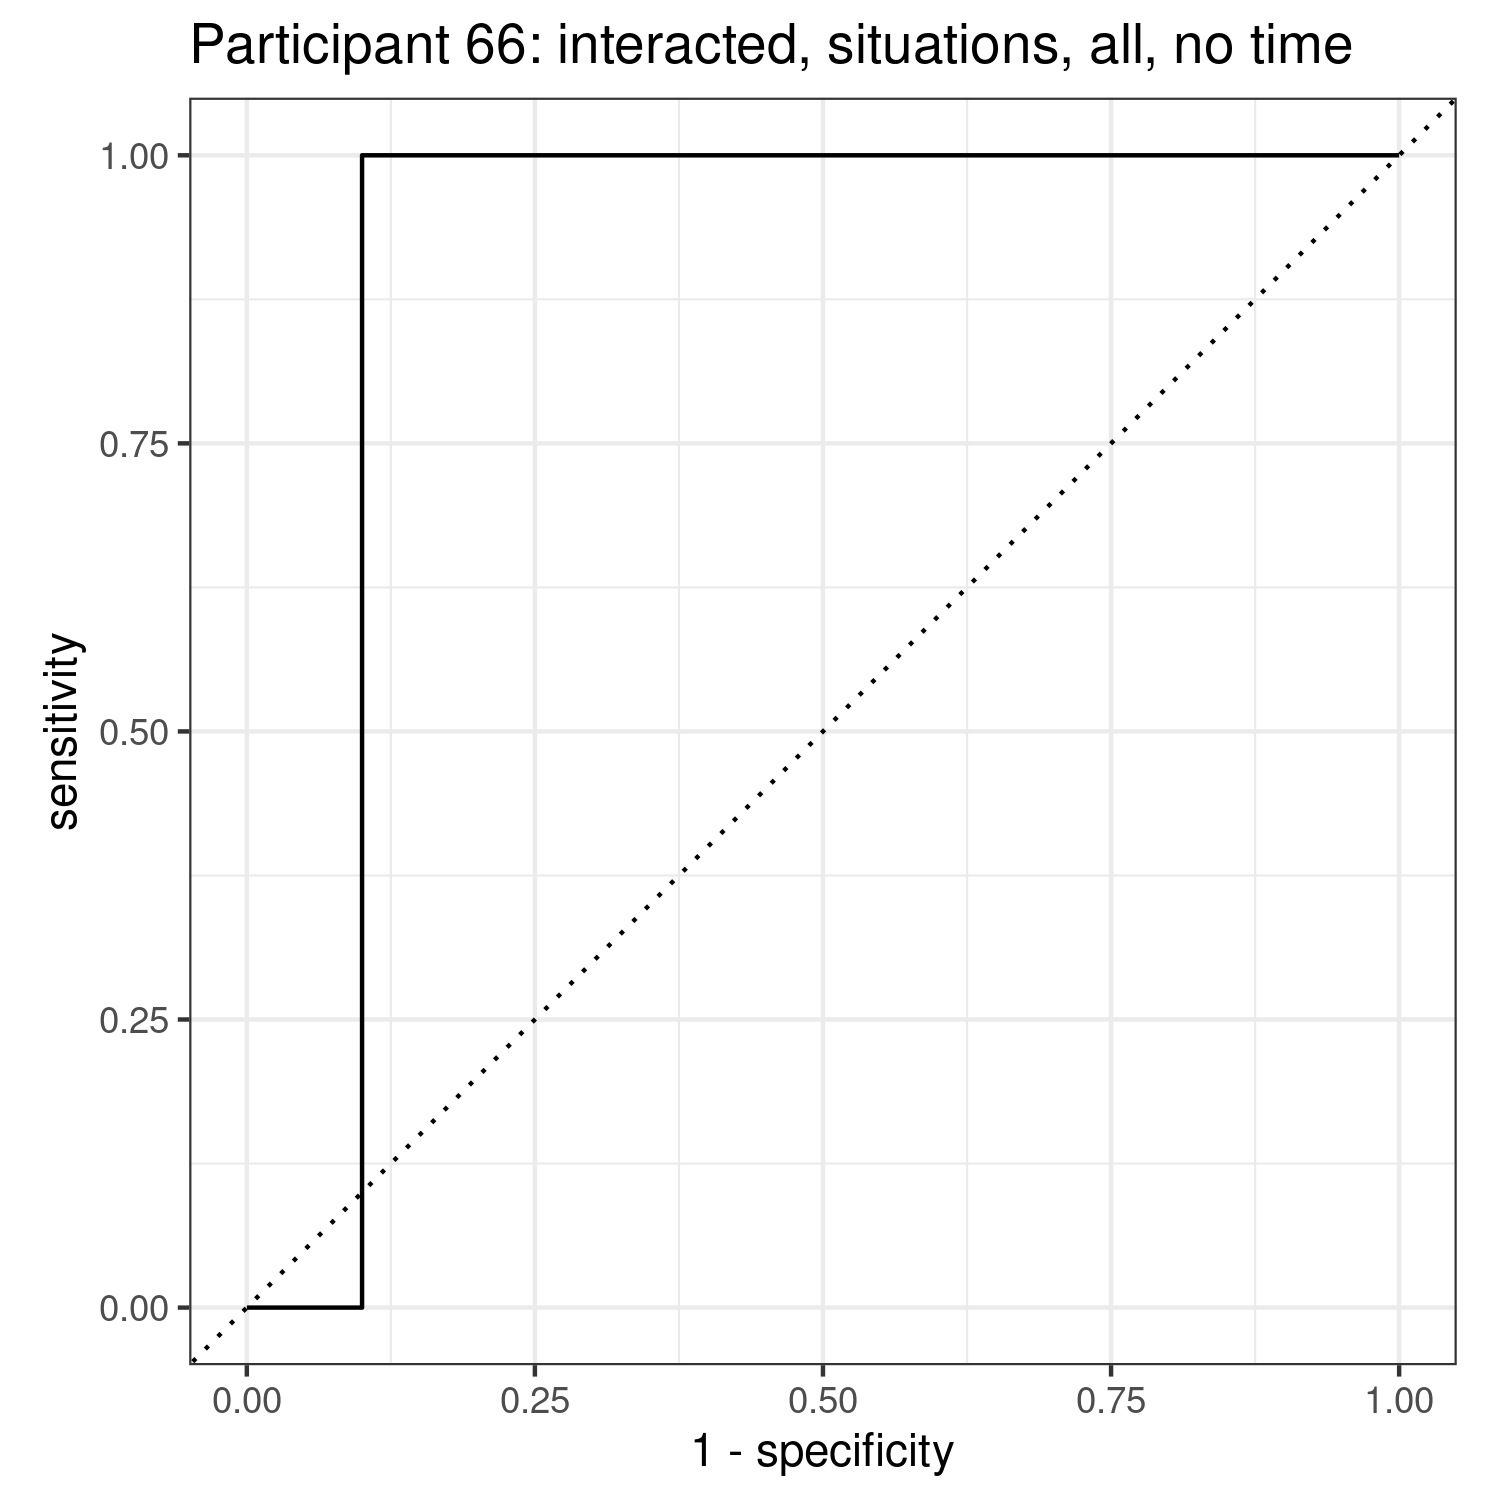 Participant 66: interacted, situations, all, no time
1.00
0.75
0.50
0.25
0.00
sensitivity
0.00 0.25 0.50 0.75 1.00
1 - specificity